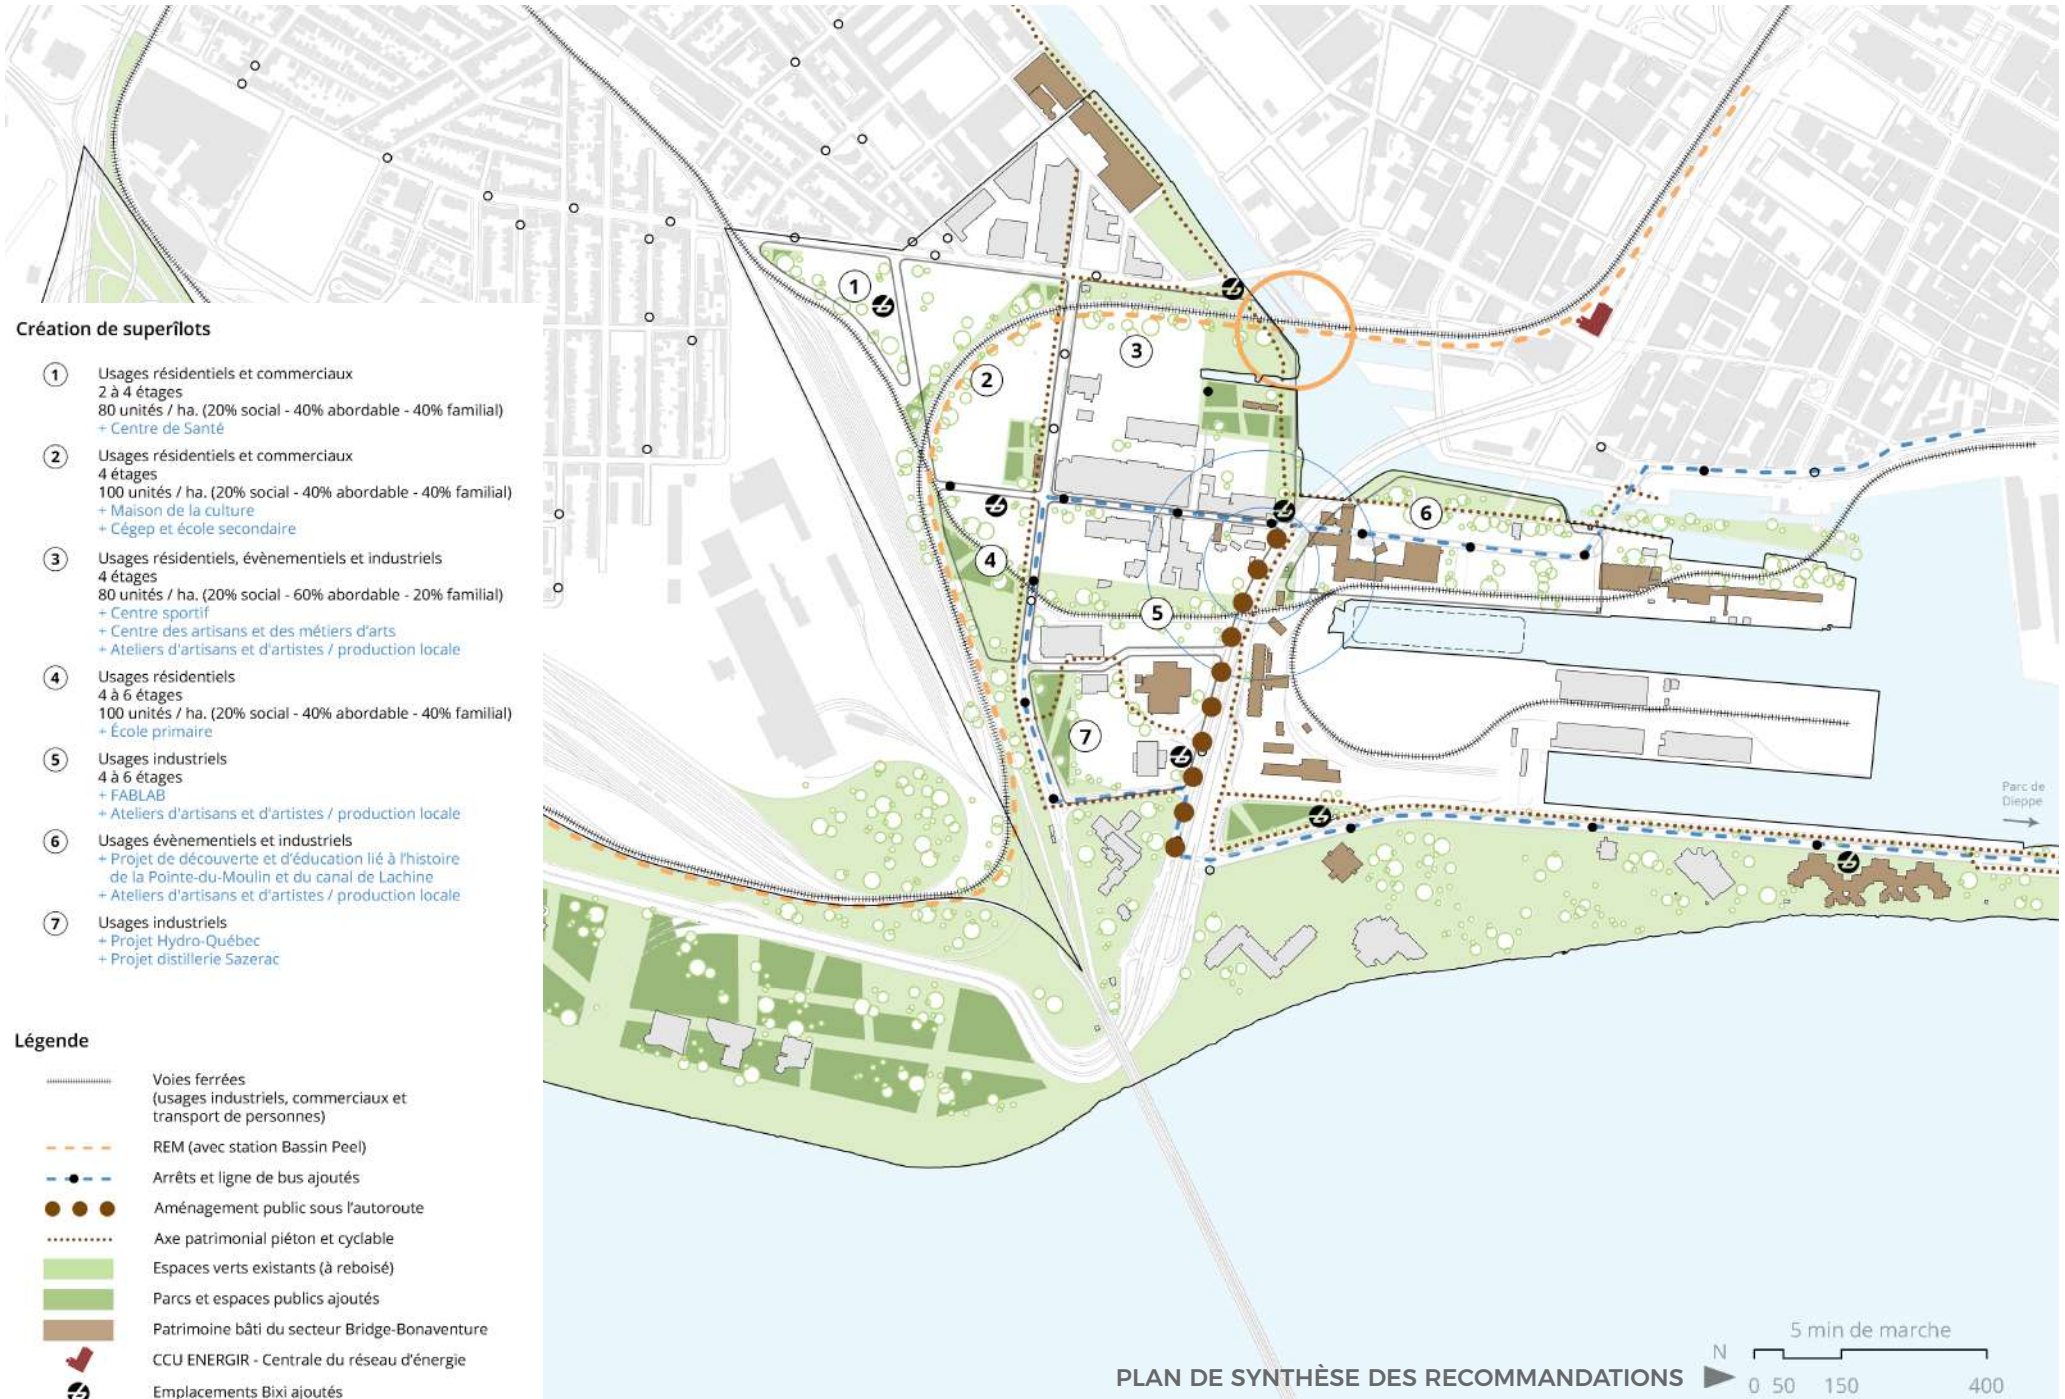 Création de superîlots
1
Usages résidentiels et commerciaux
2 à 4 étages
80 unités / ha. (20% social - 40% abordable - 40% familial)
+ Centre de Santé
2
Usages résidentiels et commerciaux
4 étages
100 unités / ha. (20% social - 40% abordable - 40% familial)
+ Maison de la culture
+ Cégep et école secondaire
3
Usages résidentiels, évènementiels et industriels
4 étages
80 unités / ha. (20% social - 60% abordable - 20% familial)
+ Centre sportif
+ Centre des artisans et des métiers d'arts
+ Ateliers d'artisans et d'artistes / production locale
4
Usages résidentiels
4 à 6 étages
100 unités / ha. (20% social - 40% abordable - 40% familial)
+ École primaire
5
Usages industriels
4 à 6 étages
+ FABLAB
+ Ateliers d'artisans et d'artistes / production locale
6
Usages évènementiels et industriels
+ Projet de découverte et d'éducation lié à l'histoire
de la Pointe-du-Moulin et du canal de Lachine
+ Ateliers d'artisans et d'artistes / production locale
7
Usages industriels
+ Projet Hydro-Québec
+ Projet distillerie Sazerac
Légende
Voies ferrées
(usages industriels, commerciaux et
transport de personnes)
REM (avec station Bassin Peel)
Arrêts et ligne de bus ajoutés
Aménagement public sous l'autoroute
Axe patrimonial piéton et cyclable
Espaces verts existants (à reboisé)
Parcs et espaces publics ajoutés
Patrimoine bâti du secteur Bridge-Bonaventure
CCU ENERGIR - Centrale du réseau d'énergie
Emplacements Bixi ajoutés
1
2
3
4
5
6
7
Parc de
Dieppe
PLAN DE SYNTHÈSE DES RECOMMANDATIONS
N
5 min de marche
0 50 150 400